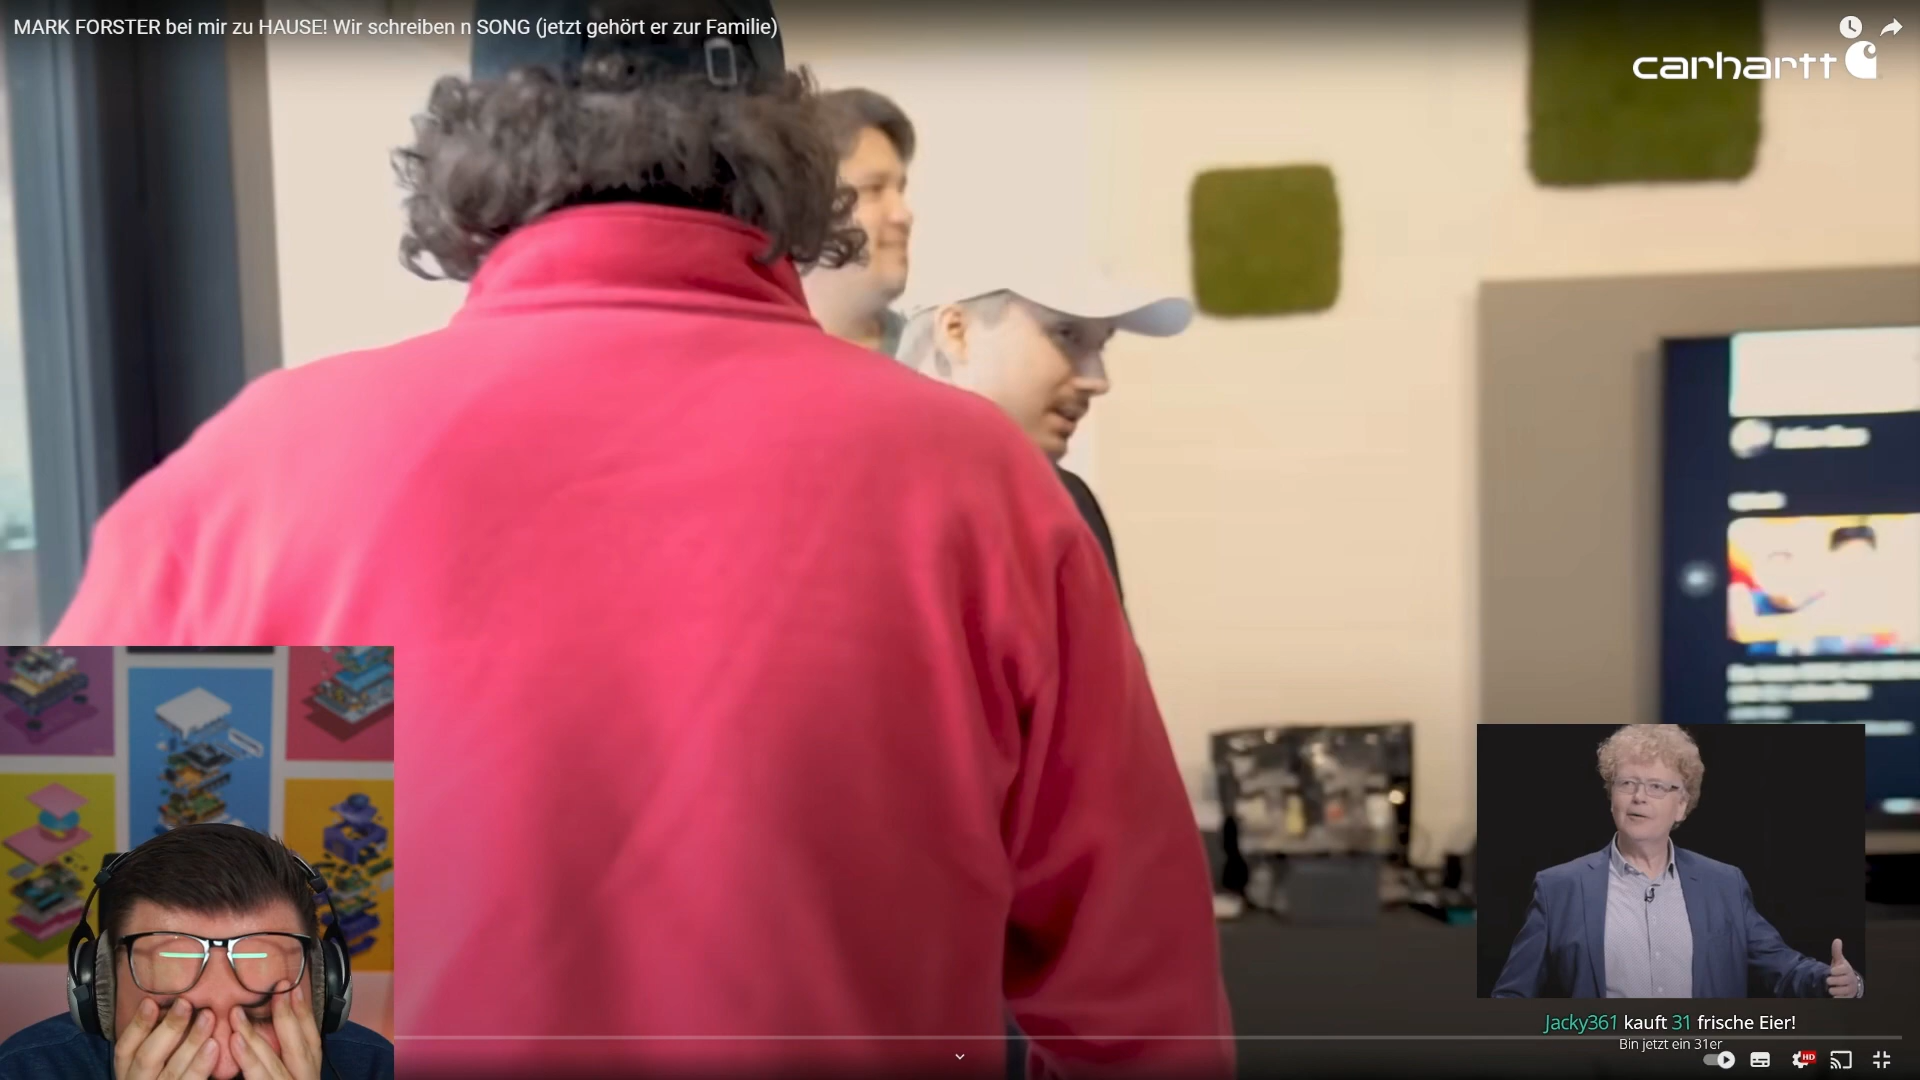 MARK FORSTER bei mir zu HAUSE! Wir schreiben n SONG (jetzt gehört er zur Familie)
carhartt
Jacky361 kauft 31 frische Eier!
Bin jetzt ein 31er
HD